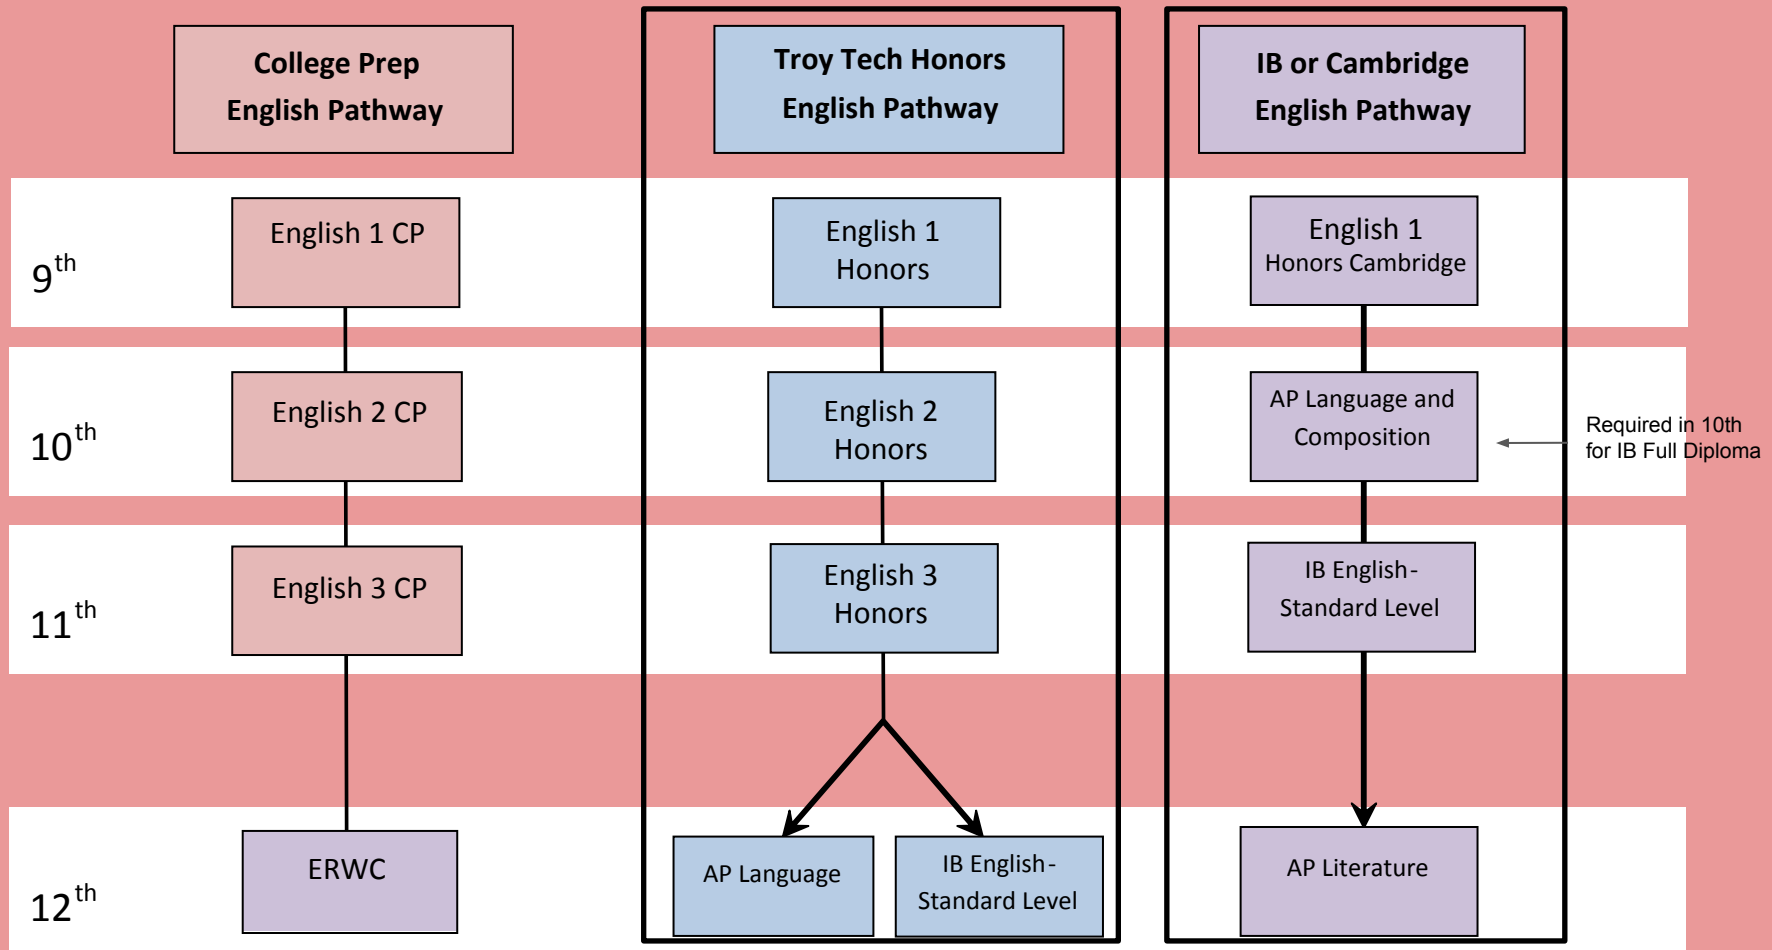 College Prep
English Pathway
Troy Tech Honors
English Pathway
IB or Cambridge
English Pathway
9th
English 1 CP
English 1
Honors
English 1
Honors Cambridge
10th
English 2 CP
English 2
Honors
AP Language and
Composition
Required in 10th
for IB Full Diploma
11th
English 3 CP
English 3
Honors
IB English-
Standard Level
12th
ERWC
AP Language
IB English-
Standard Level
AP Literature